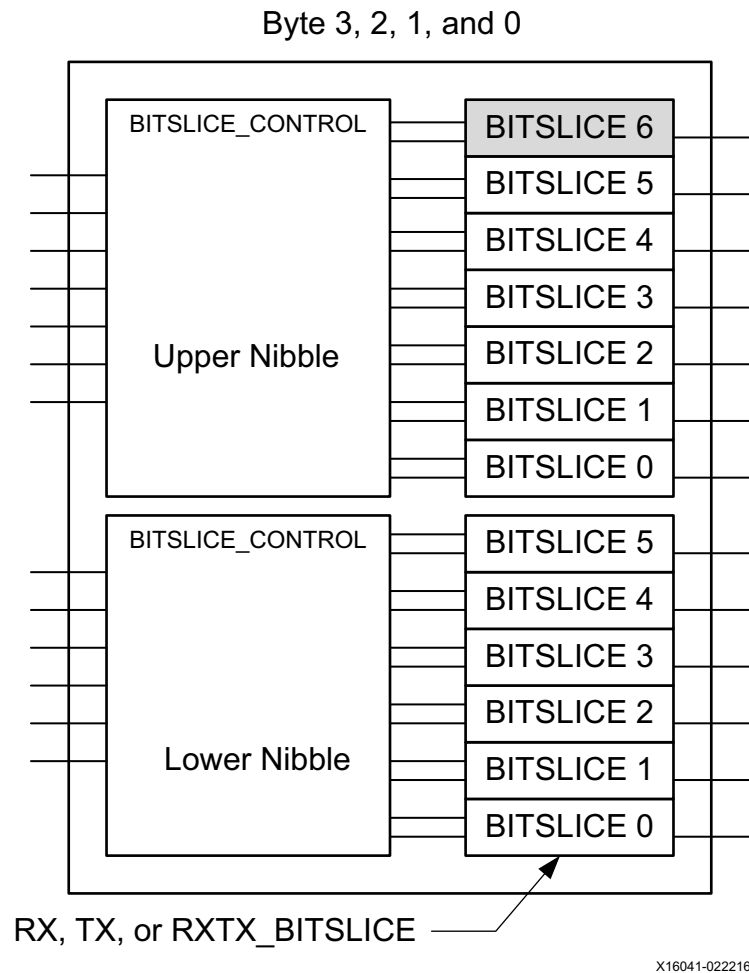 Byte 3, 2, 1, and 0
BITSLICE_CONTROL
Upper Nibble
BITSLICE 6
BITSLICE 5
BITSLICE 4
BITSLICE 3
BITSLICE 2
BITSLICE 1
BITSLICE 0
BITSLICE_CONTROL
Lower Nibble
BITSLICE 5
BITSLICE 4
BITSLICE 3
BITSLICE 2
BITSLICE 1
BITSLICE 0
RX, TX, or RXTX_BITSLICE
X16041-022216